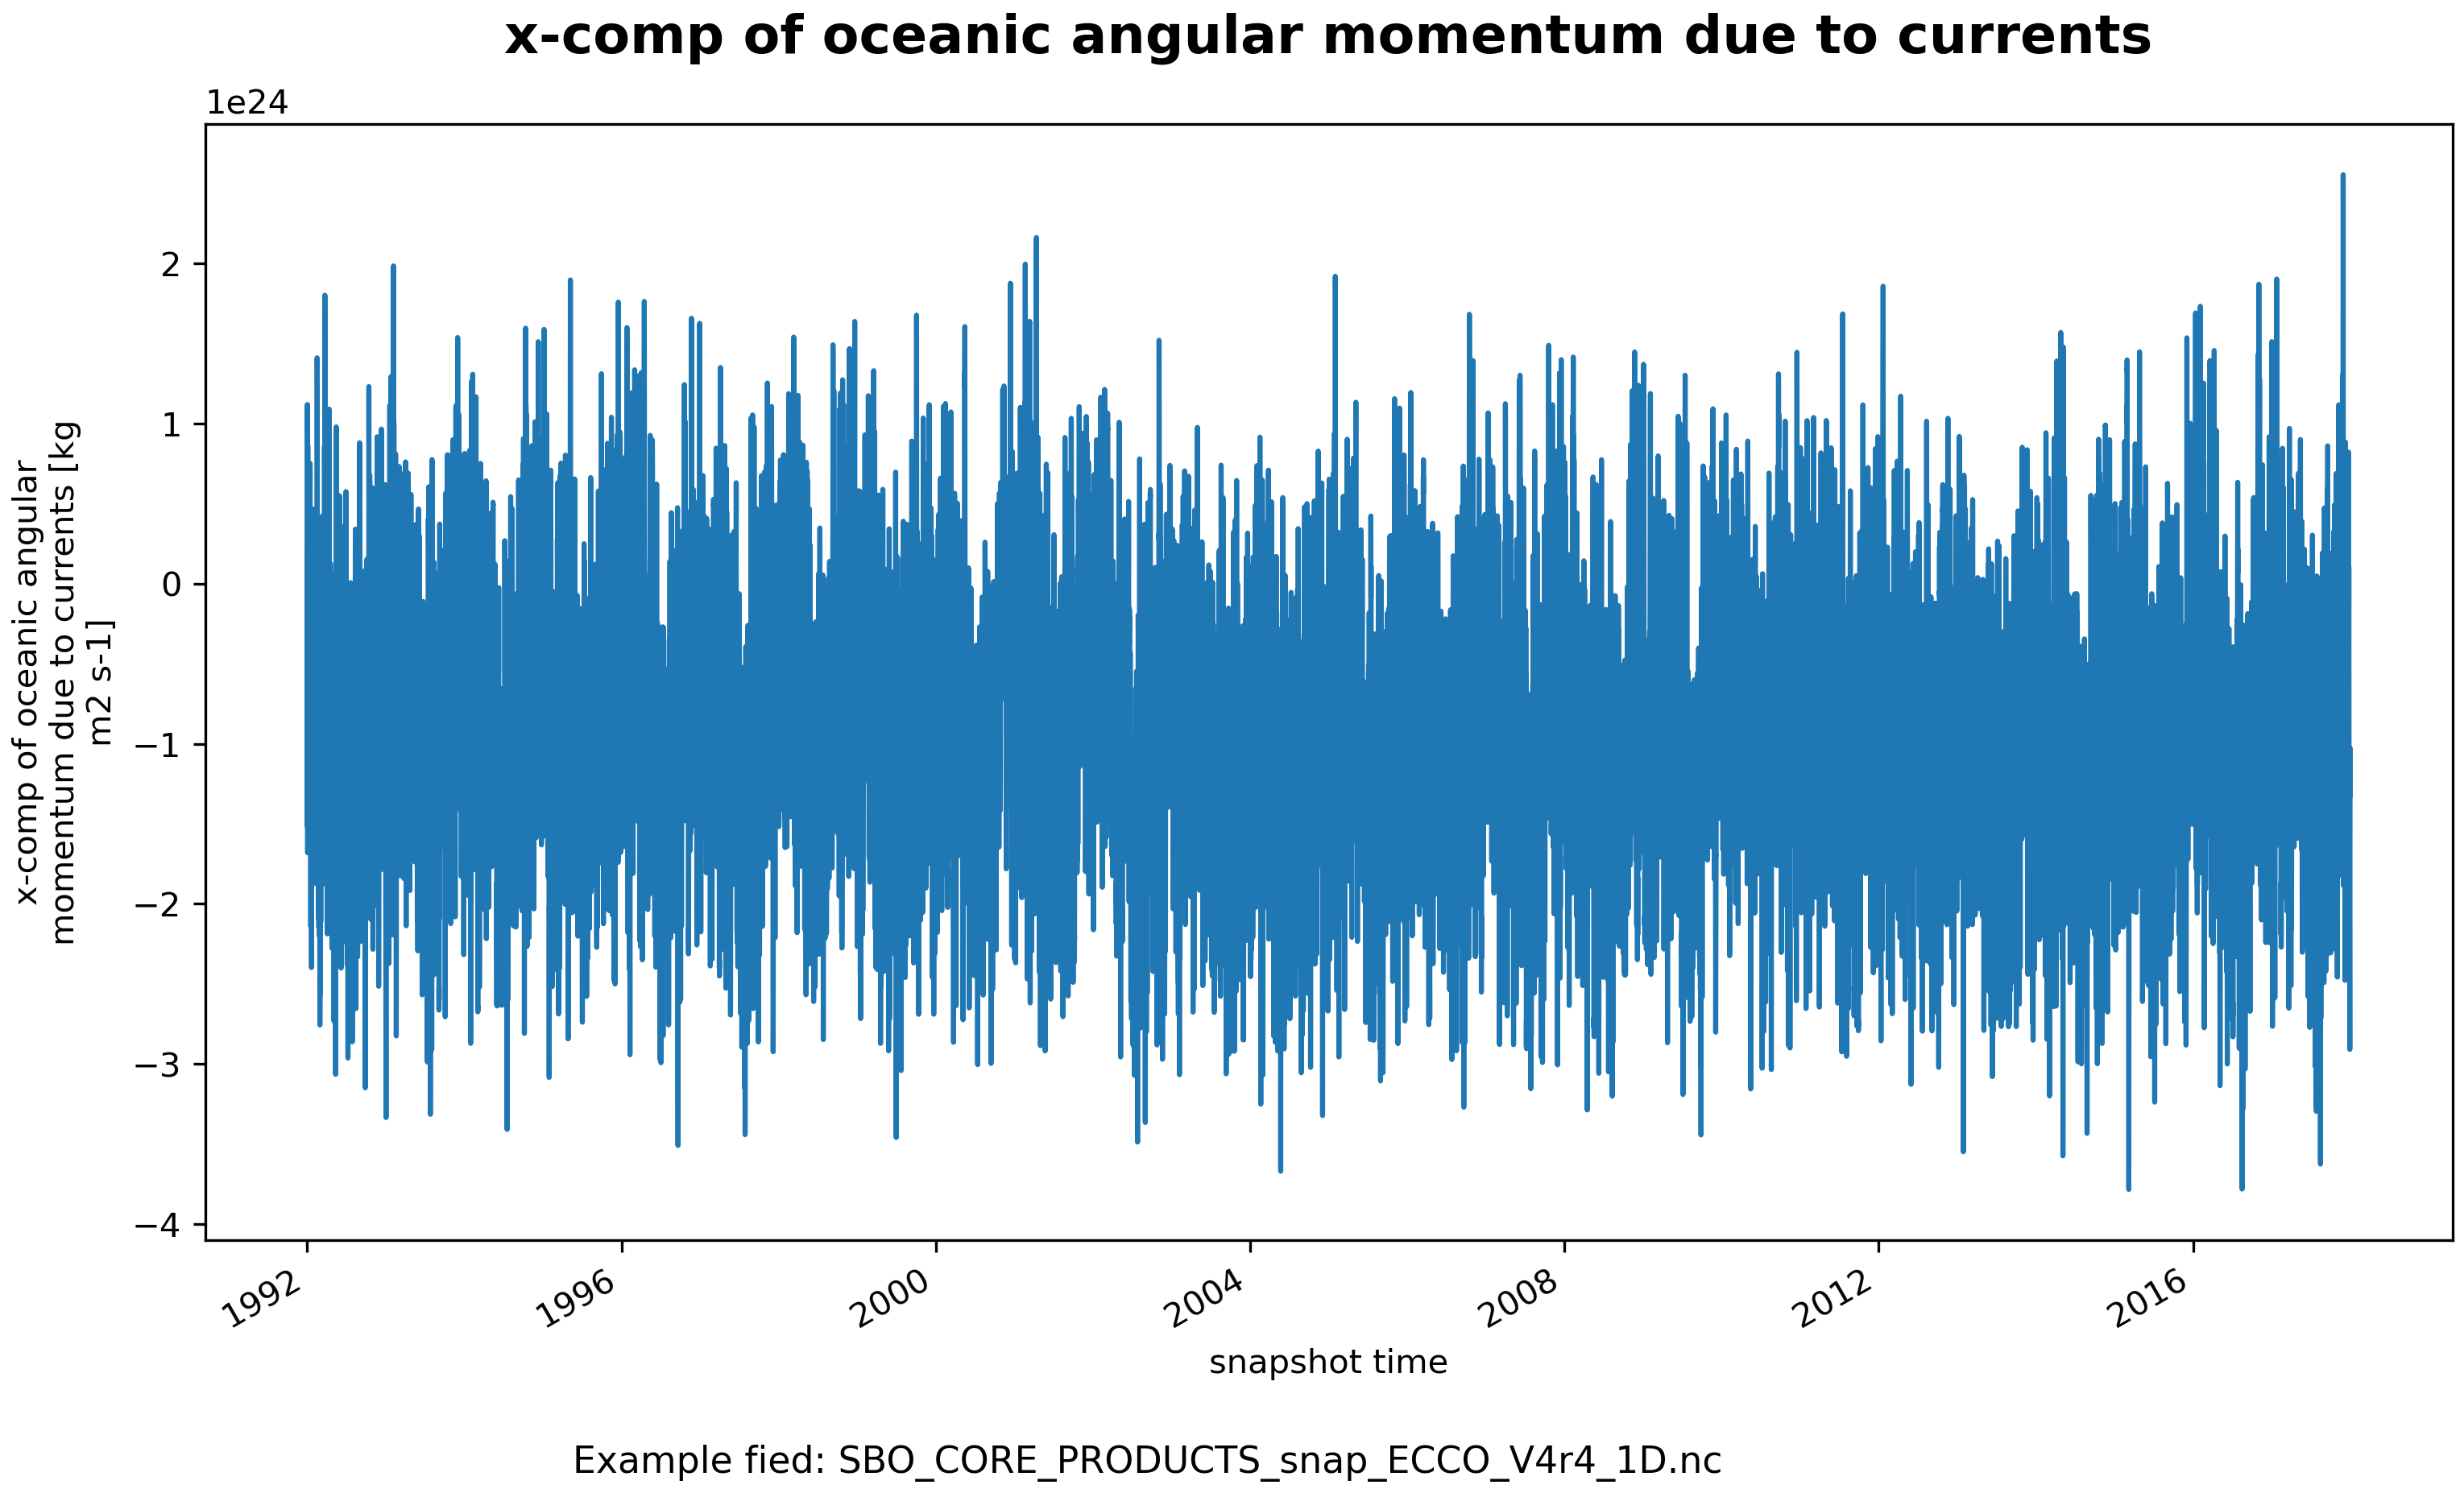 x-comp of oceanic angular momentum due to currents
1e24
2
1
0
−1
−2
−3
−4
x-comp of oceanic angular
momentum due to currents [kg
m2 s-1]
1992
1996
2000
2004
2008
2012
2016
snapshot time
Example fied: SBO_CORE_PRODUCTS_snap_ECCO_V4r4_1D.nc